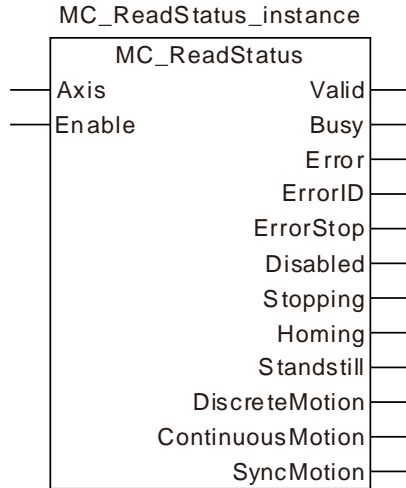 MC_ReadStatus_instance
MC_ReadStatus
Axis Valid
Enable Busy
Error
ErrorID
ErrorStop
Disabled
Stopping
Homing
Standstill
DiscreteMotion
ContinuousMotion
SyncMotion